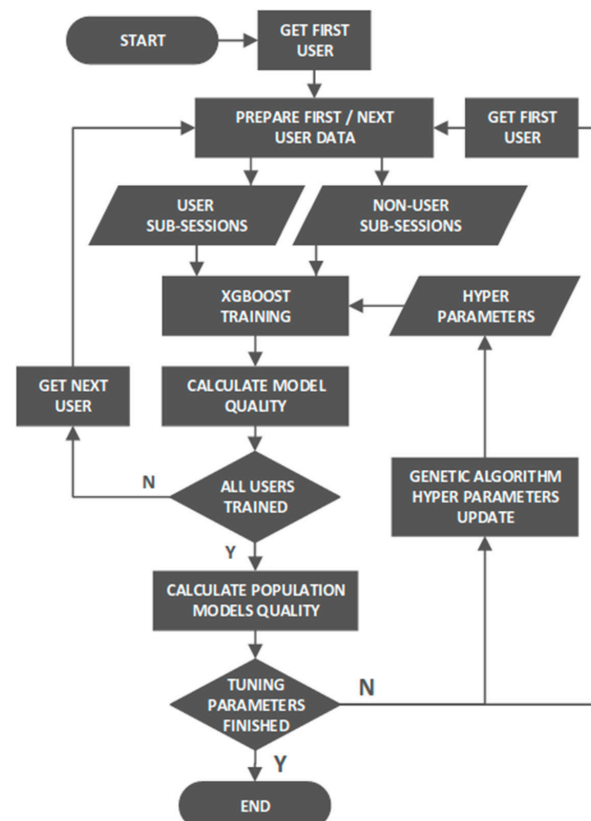 START
GET FIRST
USER
PREPARE FIRST / NEXT
USER DATA
GET FIRST
USER
USER
SUB-SESSIONS
NON-USER
SUB-SESSIONS
XGBOOST
TRAINING
HYPER
PARAMETERS
GET NEXT
USER
CALCULATE MODEL
QUALITY
N
ALL USERS
TRAINED
GENETIC ALGORITHM
HYPER PARAMETERS
UPDATE
Y
CALCULATE POPULATION
MODELS QUALITY
TUNING
PARAMETERS
FINISHED
N
Y
END